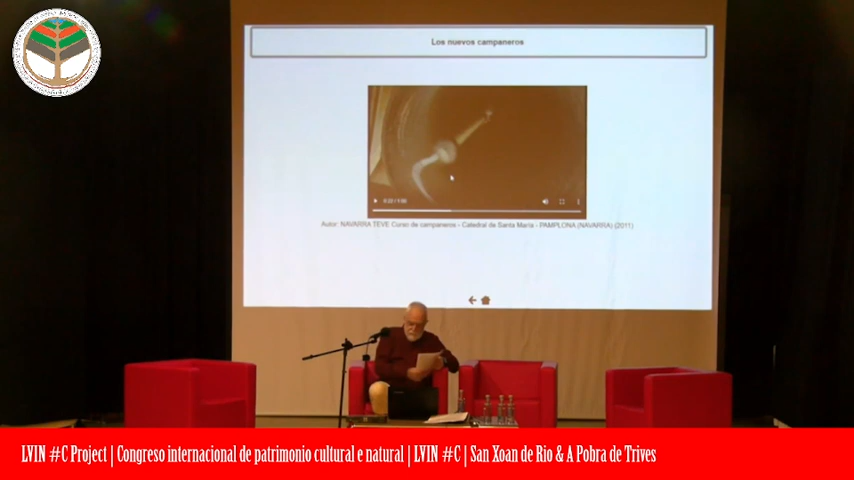 Los nuevos campaneros
Autor: NAVARRA TEVE Curso de campaneros - Catedral de Santa María - PAMPLONA (NAVARRA) (2011)
LVIN #C Project | Congreso internacional de patrimonio cultural e natural | LVIN #C | San Xoan de Rio & A Pobra de Trives